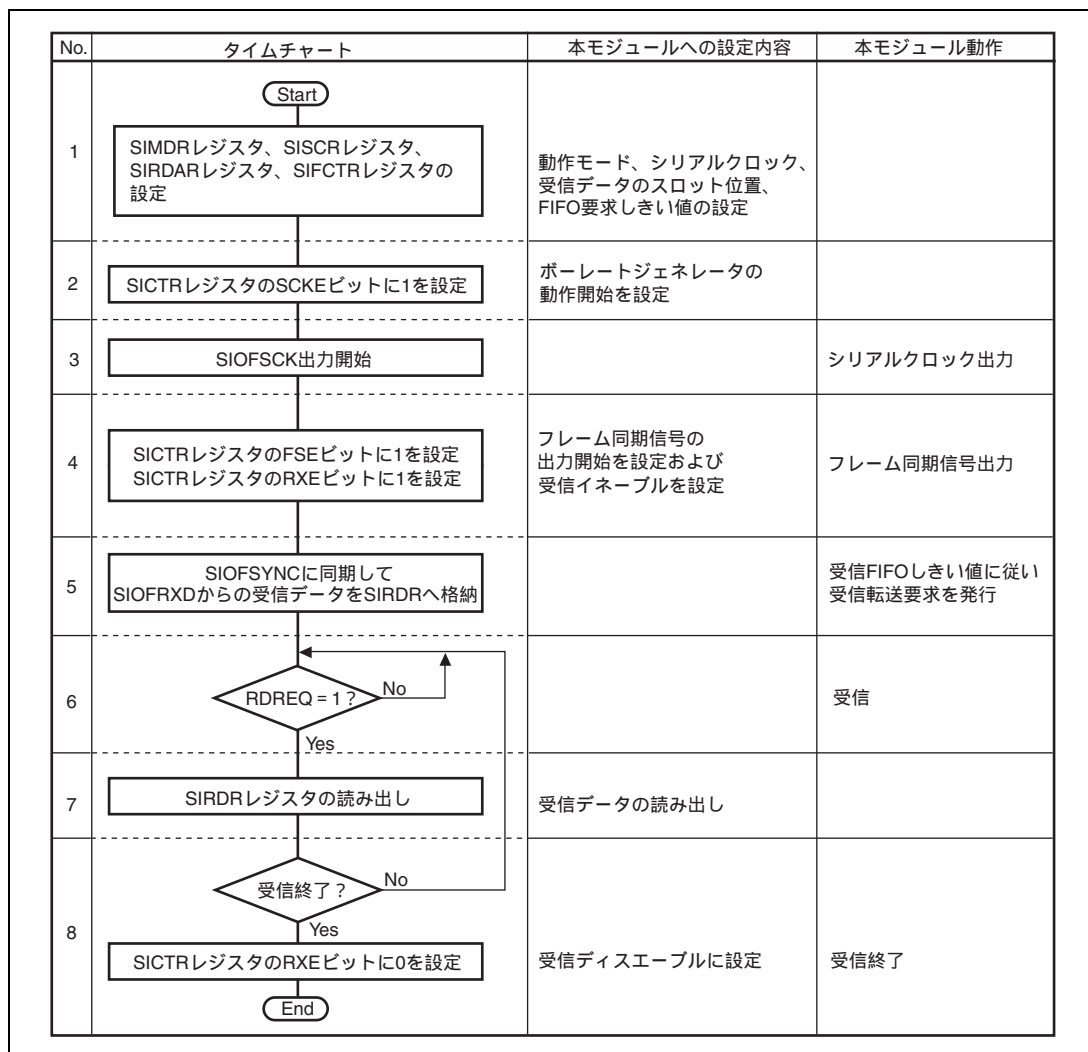 No.
タイムチャート
本モジュールへの設定内容
本モジュール動作
Start
1
SIMDRレジスタ、SISCRレジスタ、
SIRDARレジスタ、SIFCTRレジスタの
設定
動作モード、シリアルクロック、
受信データのスロット位置、
FIFO要求しきい値の設定
2
SICTRレジスタのSCKEビットに1を設定
ボーレートジェネレータの
動作開始を設定
3
SIOFSCK出力開始
シリアルクロック出力
4
SICTRレジスタのFSEビットに1を設定
SICTRレジスタのRXEビットに1を設定
フレーム同期信号の
出力開始を設定および
受信イネーブルを設定
フレーム同期信号出力
5
SIOFSYNCに同期して
SIOFRXDからの受信データをSIRDRへ格納
受信FIFOしきい値に従い
受信転送要求を発行
6
RDREQ = 1?
No
Yes
受信
7
SIRDRレジスタの読み出し
受信データの読み出し
8
受信終了?
No
Yes
SICTRレジスタのRXEビットに0を設定
受信ディスエーブルに設定
受信終了
End